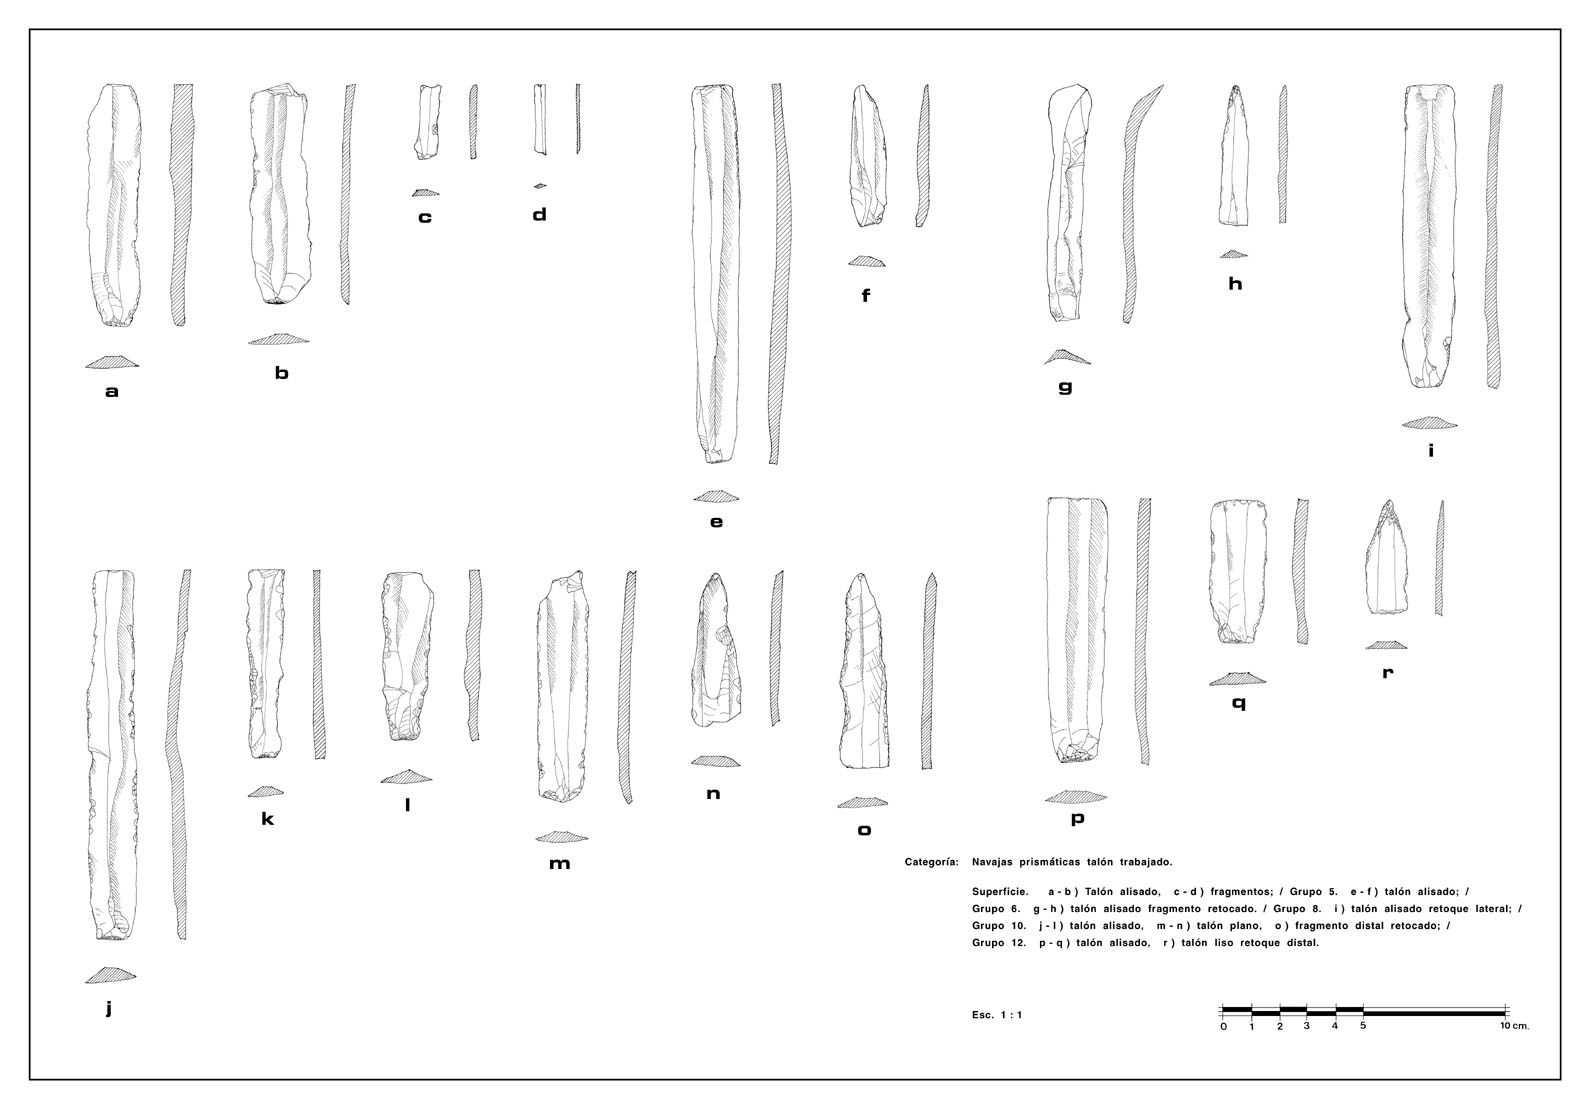 c
d
a
b
f
e
g
h
i
j
k
l
m
n
o
p
q
r
Categoría: Navajas prismáticas talón trabajado.
Superficie. a-b) Talón alisado, c-d) fragmentos; / Grupo 5. e-f) talón alisado; /
Grupo 6. g-h) talón alisado fragmento retocado. / Grupo 8. i) talón alisado retoque lateral; /
Grupo 10. j-l) talón alisado, m-n) talón plano, o) fragmento distal retocado; /
Grupo 12. p-q) talón alisado, r) talón liso retoque distal.
Esc. 1:1
0 1 2 3 4 5 10 cm.